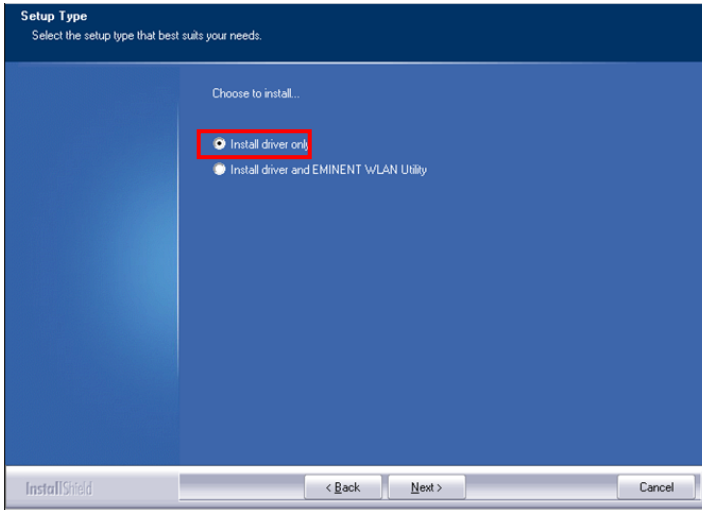 Setup Type
Select the setup type that best suits your needs.
Choose to install...
Install driver only
Install driver and EMINENT WLAN Utility
InstallShield
< Back
Next >
Cancel